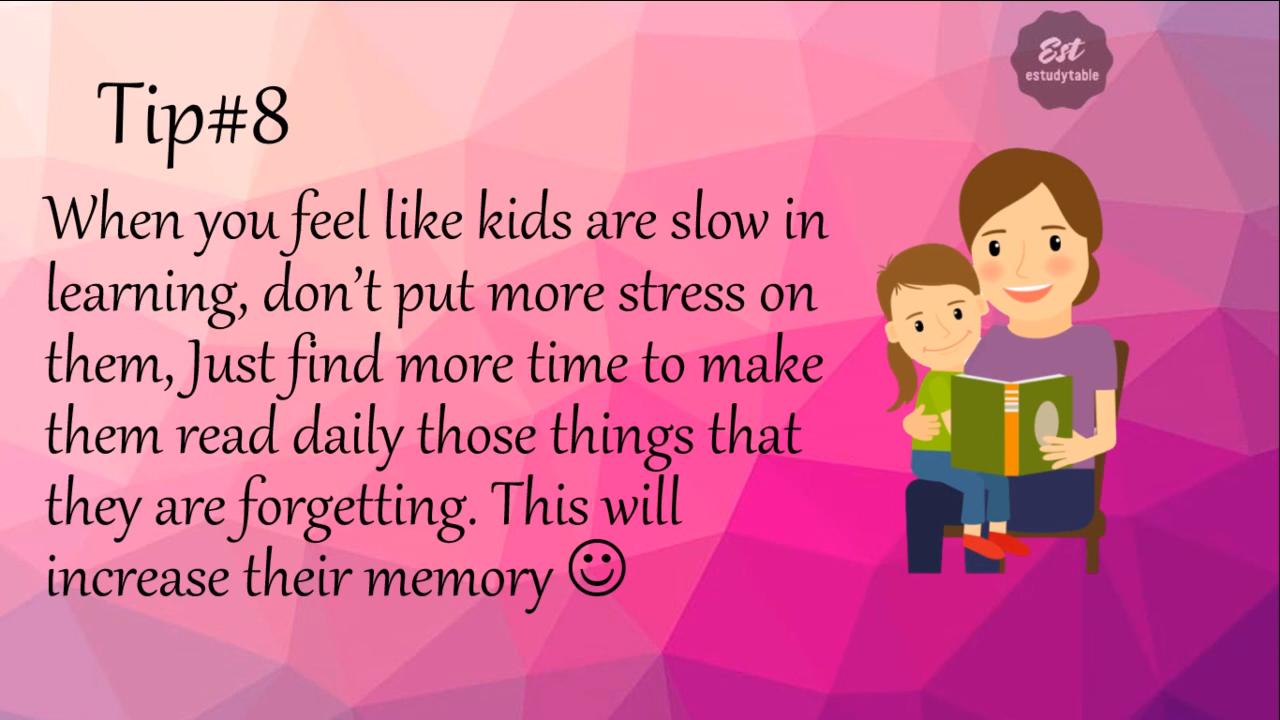 Est
estudytable
Tip#8
When you feel like kids are slow in
learning, don't put more stress on
them, Just find more time to make
them read daily those things that
they are forgetting. This will
increase their memory ☺